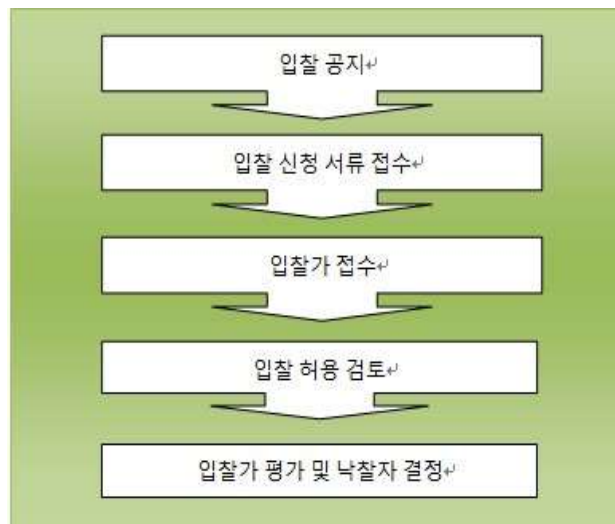 입찰 공지↵
입찰 신청 서류 접수↵
입찰가 접수↵
입찰 허용 검토↵
입찰가 평가 및 낙찰자 결정↵